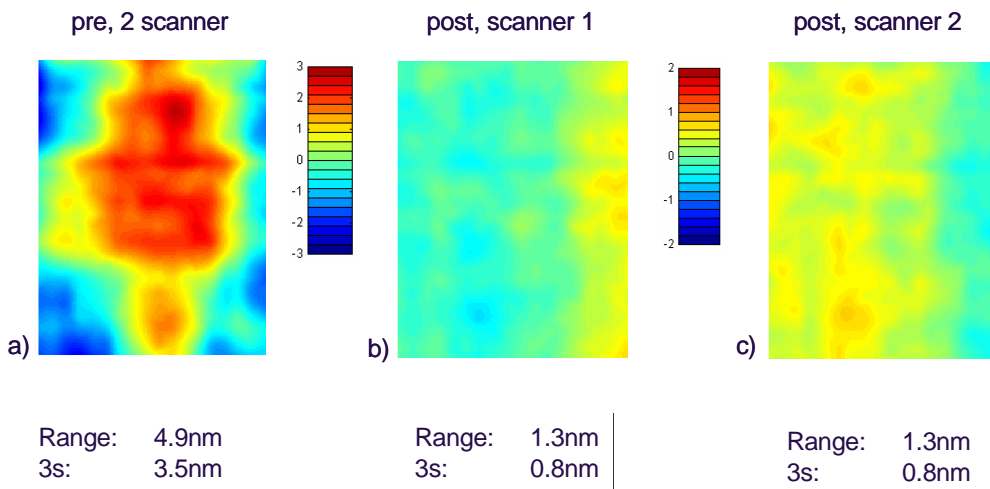 pre, 2 scanner
post, scanner 1
post, scanner 2
3
2
1
0
-1
-2
-3
2
1
0
-1
-2
a)
b)
c)
Range: 4.9nm
3s: 3.5nm
Range: 1.3nm
3s: 0.8nm
Range: 1.3nm
3s: 0.8nm